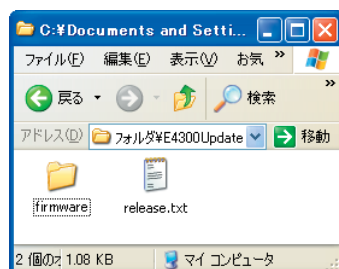 C:¥Documents and Setti...
ファイル(F) 編集(E) 表示(V) お気 »
戻る 検索 »
アドレス(D) フォルダ¥E4300Update 移動
firmware release.txt
2 個のオ 1.08 KB マイ コンピュータ